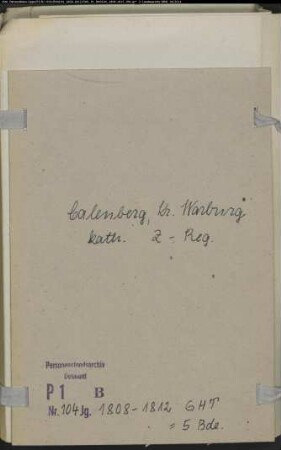 Calenberg, Kr. Warburg
kath. Z-Reg.
Personenstandsarchiv
Detmold
P1 B
Nr. 104 Jg. 1808-1812 GHT
= 5 Bde.